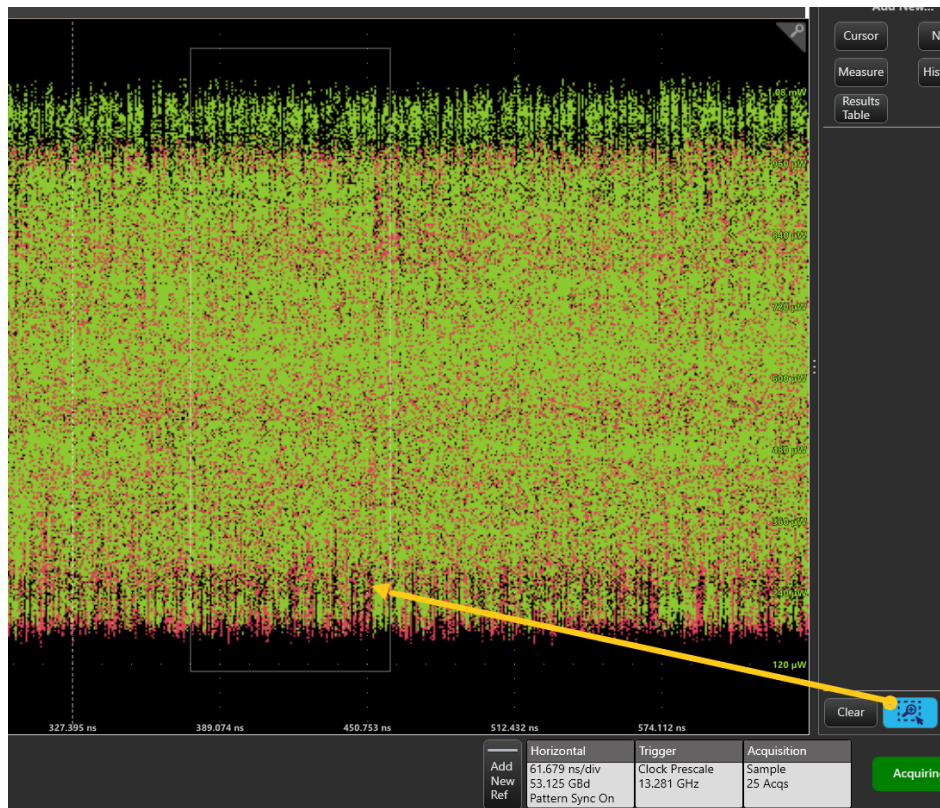 Add New...
Cursor
N
Measure
His
Results
Table
1.08 mW
960 µW
840 µW
720 µW
600 µW
480 µW
360 µW
240 µW
120 µW
327.395 ns
389.074 ns
450.753 ns
512.432 ns
574.112 ns
Clear
Add
New
Ref
Horizontal
61.679 ns/div
53.125 GBd
Pattern Sync On
Trigger
Clock Prescale
13.281 GHz
Acquisition
Sample
25 Acqs
Acquirin